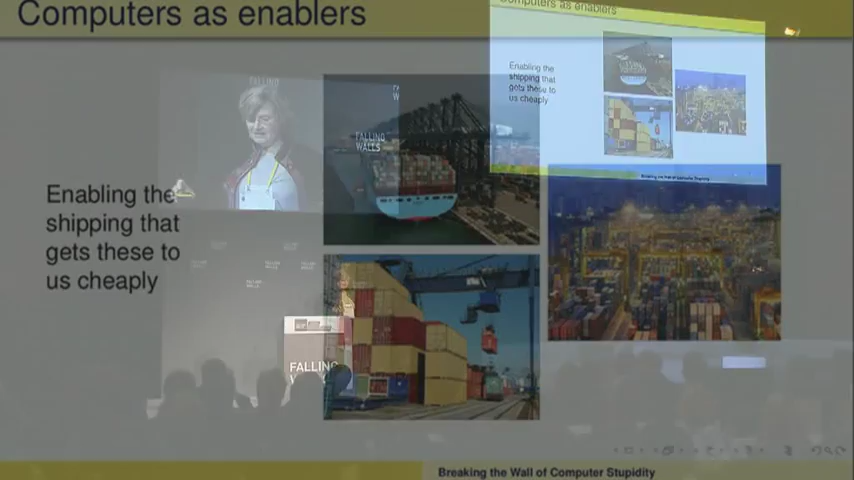 Computers as enablers
Computers as enablers
Enabling the
shipping that
gets these to
us cheaply
FALLING
FALLING
WALLS
Enabling the
shipping that
gets these to
us cheaply
FALLING
Breaking the Wall of Computer Stupidity